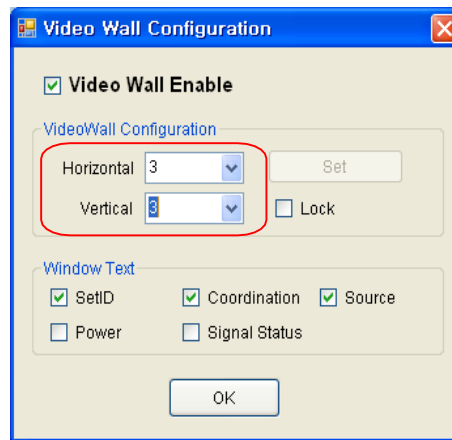 Video Wall Configuration
Video Wall Enable
VideoWall Configuration
Horizontal 3 Set
Vertical 3 Lock
Window Text
SetID Coordination Source
Power Signal Status
OK